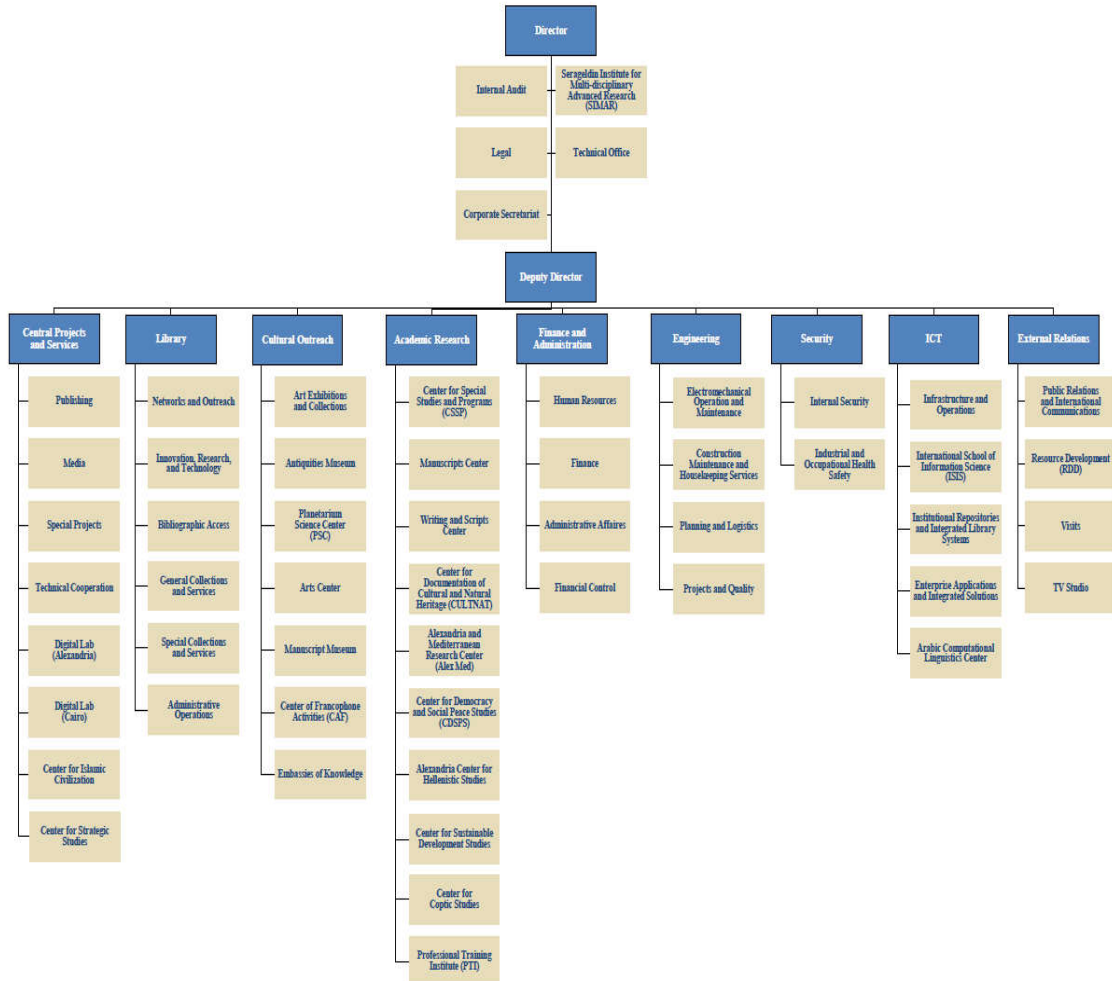 Director
Internal Audit
Serageldin Institute for
Multi-disciplinary
Advanced Research
(SIMAR)
Legal
Technical Office
Corporate Secretariat
Deputy Director
Central Projects
and Services
Publishing
Media
Special Projects
Technical Cooperation
Digital Lab
(Alexandria)
Digital Lab
(Cairo)
Center for Islamic
Civilization
Center for Strategic
Studies
Library
Networks and Outreach
Innovation, Research,
and Technology
Bibliographic Access
General Collections
and Services
Special Collections
and Services
Administrative
Operations
Cultural Outreach
Art Exhibitions
and Collections
Antiquities Museum
Planetarium
Science Center
(PSC)
Arts Center
Manuscript Museum
Center of Francophone
Activities (CAF)
Embassies of Knowledge
Academic Research
Center for Special
Studies and Programs
(CSSP)
Manuscripts Center
Writing and Scripts
Center
Center for
Documentation of
Cultural and Natural
Heritage (CULTNAT)
Alexandria and
Mediterranean
Research Center
(Alex Med)
Center for Democracy
and Social Peace Studies
(CDSPS)
Alexandria Center for
Hellenistic Studies
Center for Sustainable
Development Studies
Center for
Coptic Studies
Professional Training
Institute (PTI)
Finance and
Administration
Human Resources
Finance
Administrative Affaires
Financial Control
Engineering
Electromechanical
Operation and
Maintenance
Construction
Maintenance and
Housekeeping Services
Planning and Logistics
Projects and Quality
Security
Internal Security
Industrial and
Occupational Health
Safety
ICT
Infrastructure and
Operations
International School of
Information Science
(ISIS)
Institutional Repositories
and Integrated Library
Systems
Enterprise Applications
and Integrated Solutions
Arabic Computational
Linguistics Center
External Relations
Public Relations
and International
Communications
Resource Development
(RDD)
Visits
TV Studio